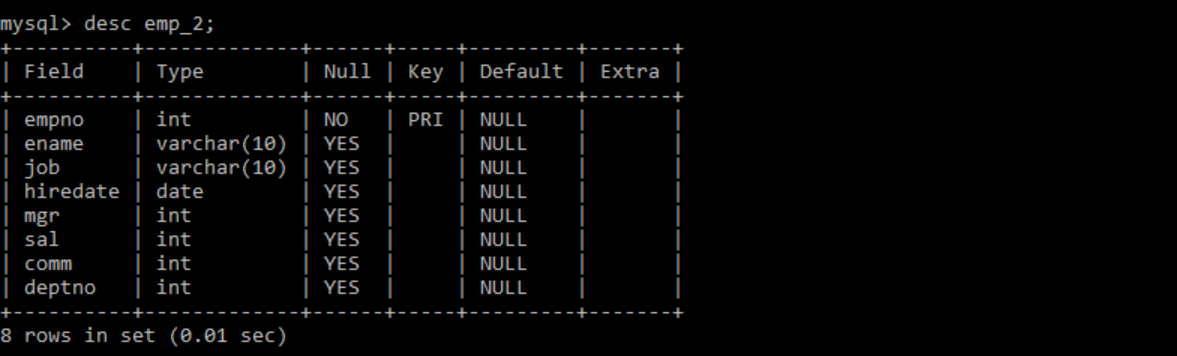 mysql> desc emp_2;
+----------+-------------+------+-----+---------+-------+
| Field    | Type        | Null | Key | Default | Extra |
+----------+-------------+------+-----+---------+-------+
| empno    | int         | NO   | PRI | NULL    |       |
| ename    | varchar(10) | YES  |     | NULL    |       |
| job      | varchar(10) | YES  |     | NULL    |       |
| hiredate | date        | YES  |     | NULL    |       |
| mgr      | int         | YES  |     | NULL    |       |
| sal      | int         | YES  |     | NULL    |       |
| comm     | int         | YES  |     | NULL    |       |
| deptno   | int         | YES  |     | NULL    |       |
+----------+-------------+------+-----+---------+-------+
8 rows in set (0.01 sec)